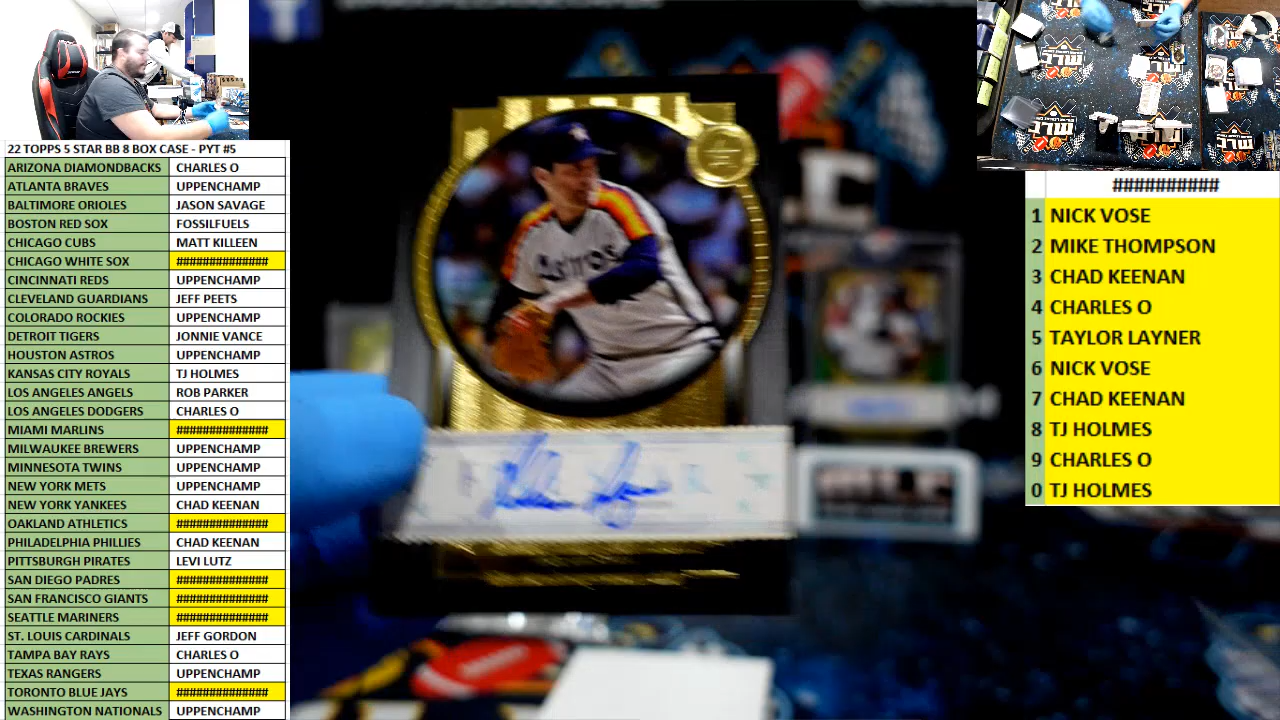 22 TOPPS 5 STAR BB 8 BOX CASE - PYT #5
ARIZONA DIAMONDBACKS CHARLES O
ATLANTA BRAVES UPPENCHAMP
BALTIMORE ORIOLES JASON SAVAGE
BOSTON RED SOX FOSSILFUELS
CHICAGO CUBS MATT KILLEEN
CHICAGO WHITE SOX ##############
CINCINNATI REDS UPPENCHAMP
CLEVELAND GUARDIANS JEFF PEETS
COLORADO ROCKIES UPPENCHAMP
DETROIT TIGERS JONNIE VANCE
HOUSTON ASTROS UPPENCHAMP
KANSAS CITY ROYALS TJ HOLMES
LOS ANGELES ANGELS ROB PARKER
LOS ANGELES DODGERS CHARLES O
MIAMI MARLINS ##############
MILWAUKEE BREWERS UPPENCHAMP
MINNESOTA TWINS UPPENCHAMP
NEW YORK METS UPPENCHAMP
NEW YORK YANKEES CHAD KEENAN
OAKLAND ATHLETICS ##############
PHILADELPHIA PHILLIES CHAD KEENAN
PITTSBURGH PIRATES LEVI LUTZ
SAN DIEGO PADRES ##############
SAN FRANCISCO GIANTS ##############
SEATTLE MARINERS ##############
ST. LOUIS CARDINALS JEFF GORDON
TAMPA BAY RAYS CHARLES O
TEXAS RANGERS UPPENCHAMP
TORONTO BLUE JAYS ##############
WASHINGTON NATIONALS UPPENCHAMP
ASTROS
MLC
##########
1 NICK VOSE
2 MIKE THOMPSON
3 CHAD KEENAN
4 CHARLES O
5 TAYLOR LAYNER
6 NICK VOSE
7 CHAD KEENAN
8 TJ HOLMES
9 CHARLES O
0 TJ HOLMES